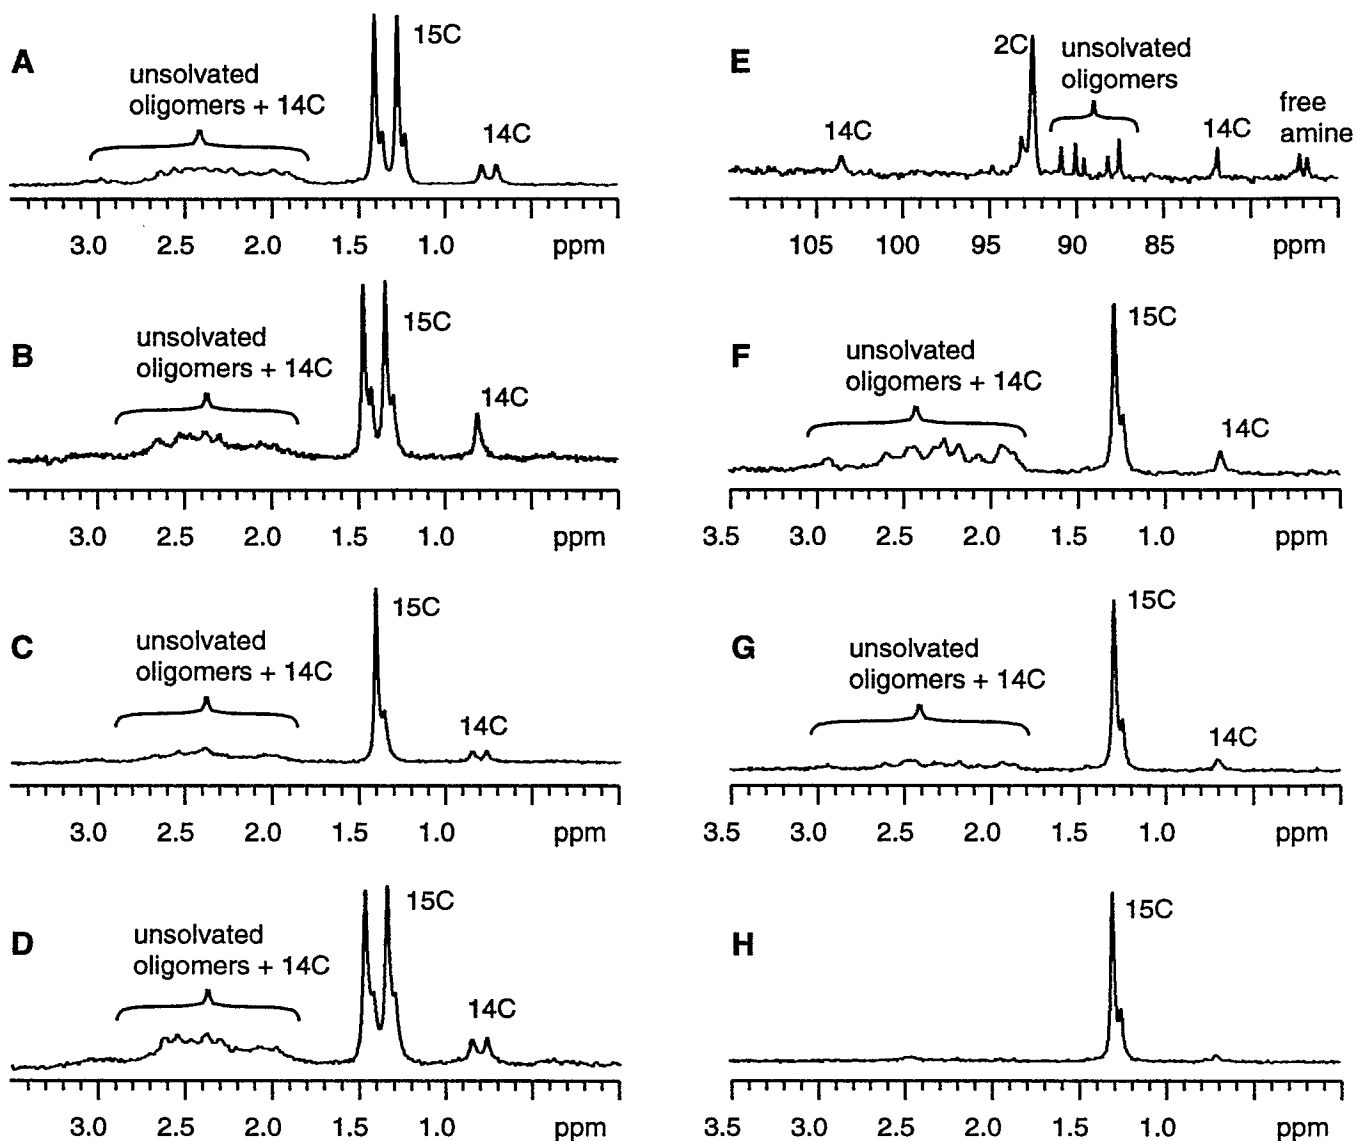 A
unsolvated
oligomers + 14C
15C
14C
3.0 2.5 2.0 1.5 1.0 ppm
B
unsolvated
oligomers + 14C
15C
14C
3.0 2.5 2.0 1.5 1.0 ppm
C
unsolvated
oligomers + 14C
15C
14C
3.0 2.5 2.0 1.5 1.0 ppm
D
unsolvated
oligomers + 14C
15C
14C
3.0 2.5 2.0 1.5 1.0 ppm
E
14C
2C
unsolvated
oligomers
14C
free
amine
105 100 95 90 85 ppm
F
unsolvated
oligomers + 14C
15C
14C
3.5 3.0 2.5 2.0 1.5 1.0 ppm
G
unsolvated
oligomers + 14C
15C
14C
3.5 3.0 2.5 2.0 1.5 1.0 ppm
H
15C
3.5 3.0 2.5 2.0 1.5 1.0 ppm